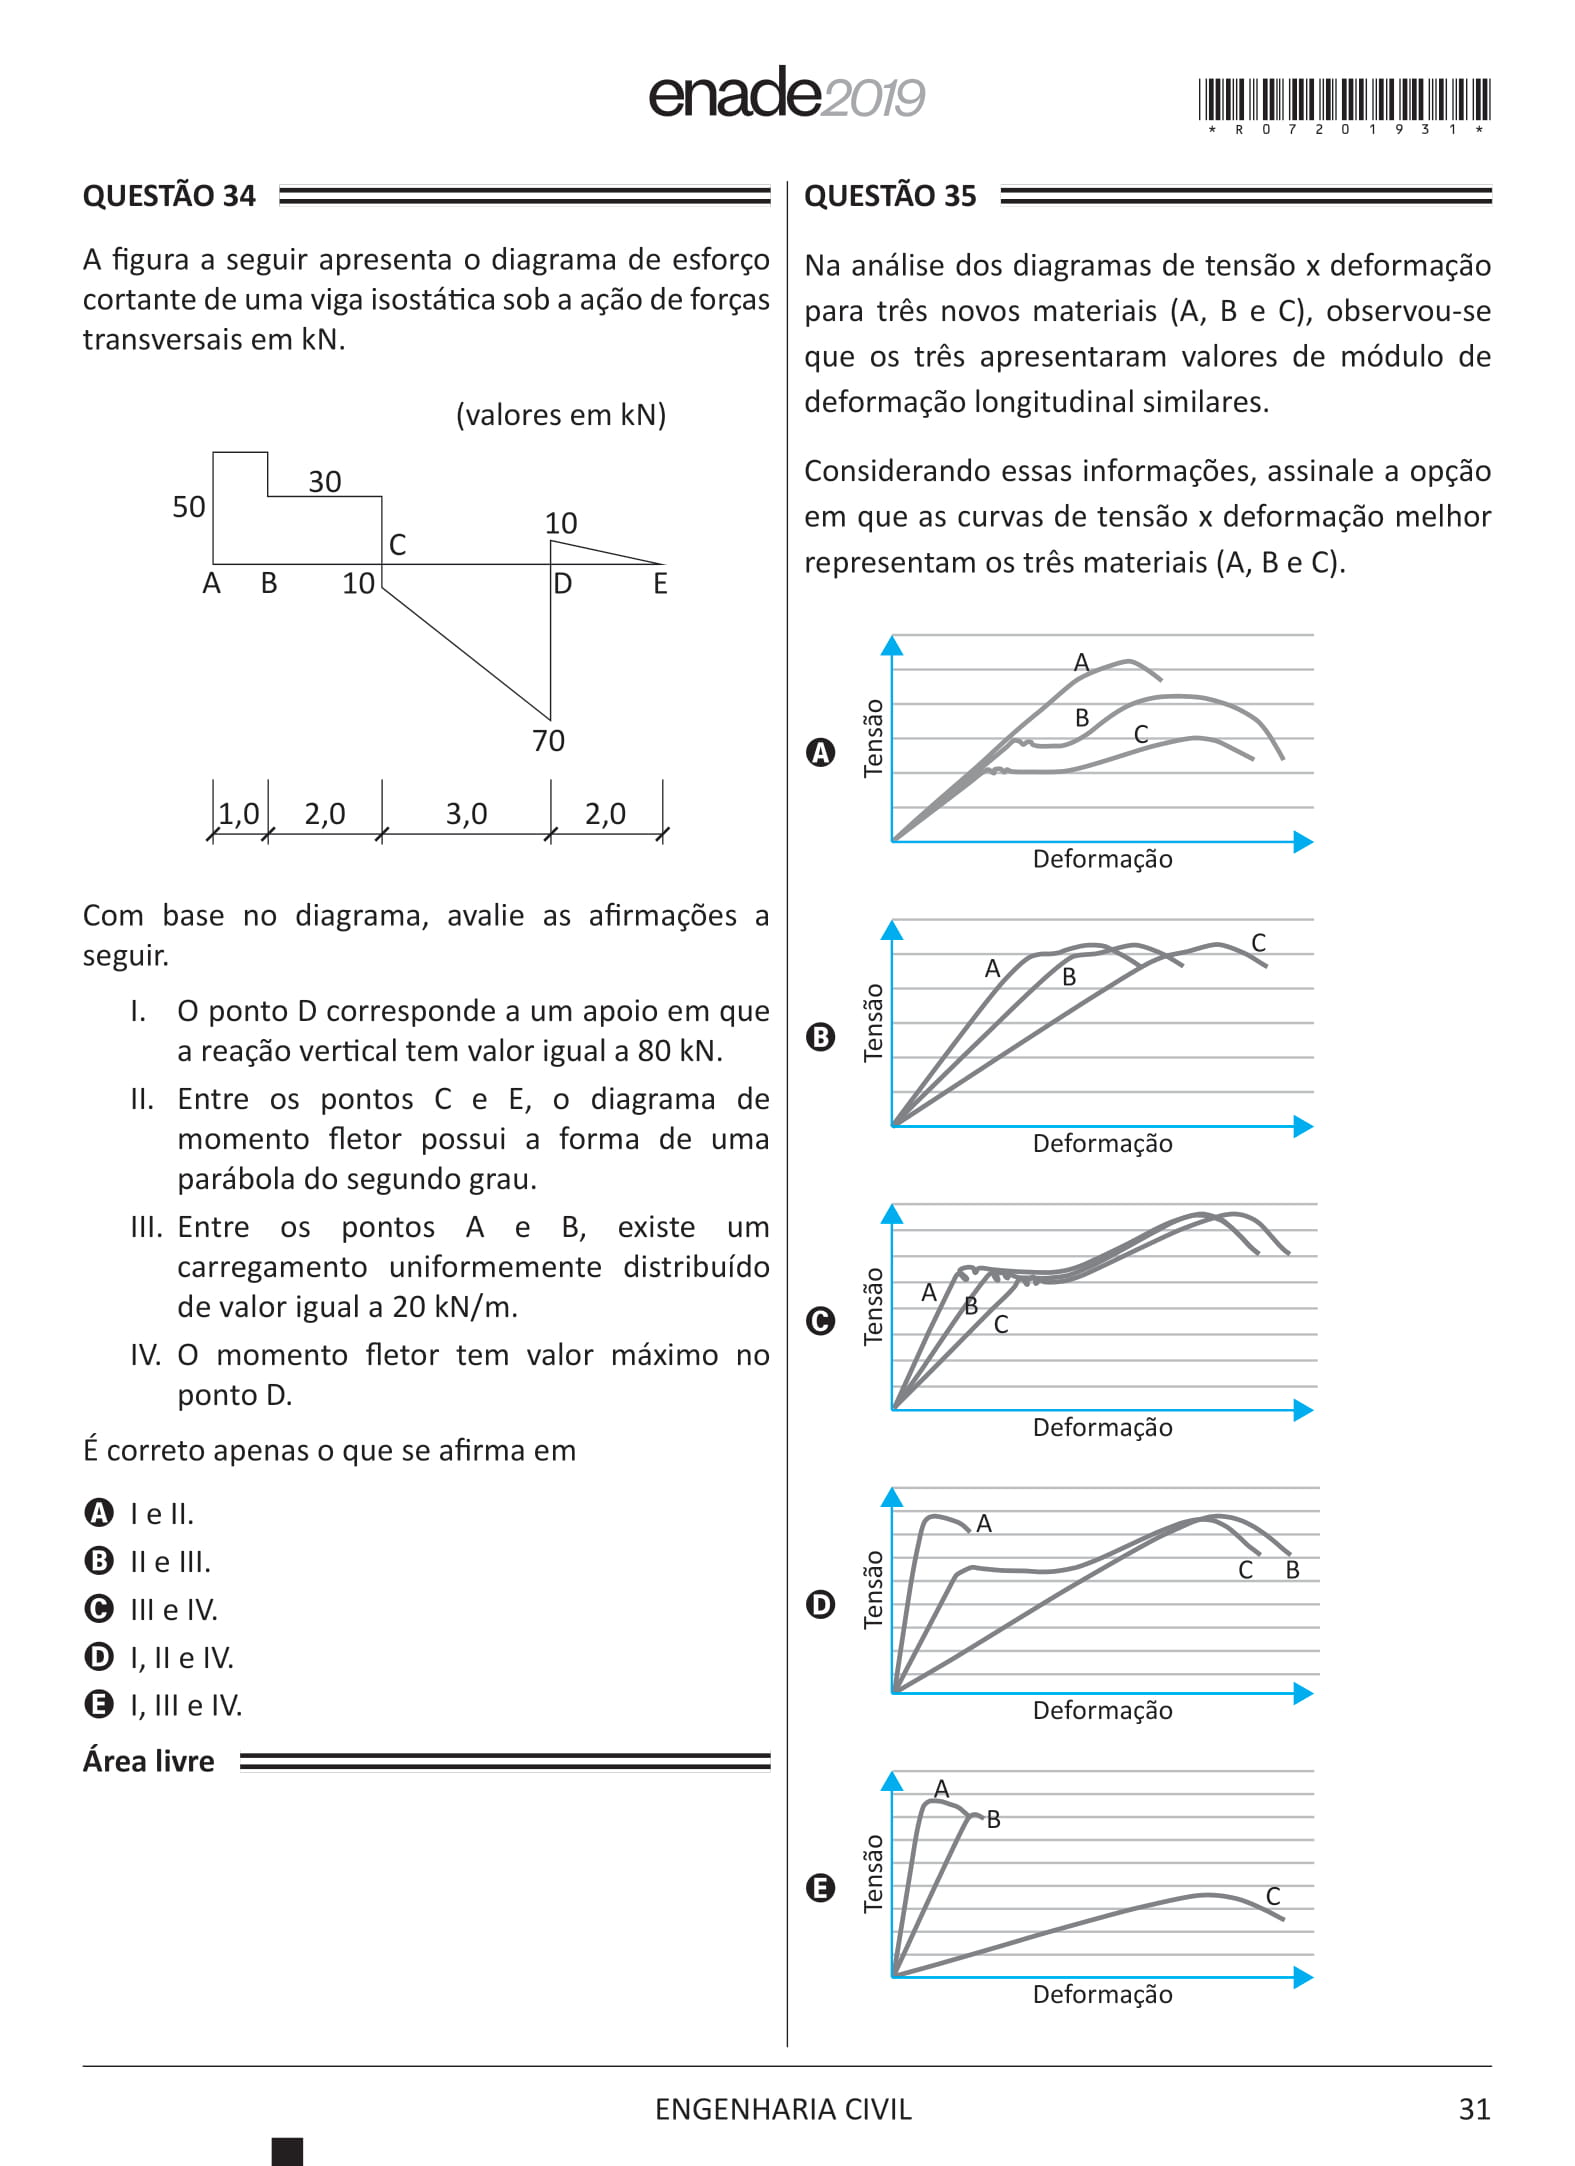 enade2019
*R07201931*
QUESTÃO 34
A figura a seguir apresenta o diagrama de esforço
cortante de uma viga isostática sob a ação de forças
transversais em kN.
(valores em kN)
50
30
C
10
A
B
10
D
E
70
1,0
2,0
3,0
2,0
Com base no diagrama, avalie as afirmações a
seguir.
I. O ponto D corresponde a um apoio em que
a reação vertical tem valor igual a 80 kN.
II. Entre os pontos C e E, o diagrama de
momento fletor possui a forma de uma
parábola do segundo grau.
III. Entre os pontos A e B, existe um
carregamento uniformemente distribuído
de valor igual a 20 kN/m.
IV. O momento fletor tem valor máximo no
ponto D.
É correto apenas o que se afirma em
A I e II.
B II e III.
C III e IV.
D I, II e IV.
E I, III e IV.
Área livre
QUESTÃO 35
Na análise dos diagramas de tensão x deformação
para três novos materiais (A, B e C), observou-se
que os três apresentaram valores de módulo de
deformação longitudinal similares.
Considerando essas informações, assinale a opção
em que as curvas de tensão x deformação melhor
representam os três materiais (A, B e C).
A
Tensão
A
B
C
Deformação
B
Tensão
A
B
C
Deformação
C
Tensão
A
B
C
Deformação
D
Tensão
A
C
B
Deformação
E
Tensão
A
B
C
Deformação
ENGENHARIA CIVIL
31